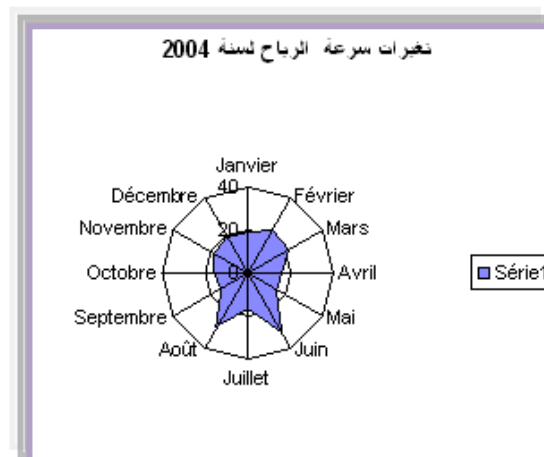 تغيرات سرعة الرياح لسنة 2004
Janvier
40
Décembre
Février
Novembre
20
Mars
Octobre
0
Avril
Série1
Septembre
Mai
Août
Juin
Juillet